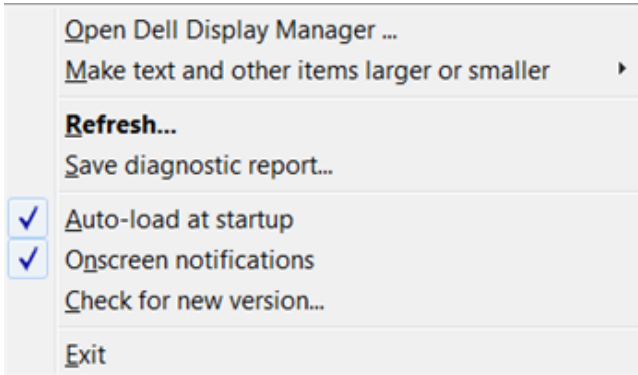 Open Dell Display Manager ...
Make text and other items larger or smaller
Refresh...
Save diagnostic report...
Auto-load at startup
Onscreen notifications
Check for new version...
Exit